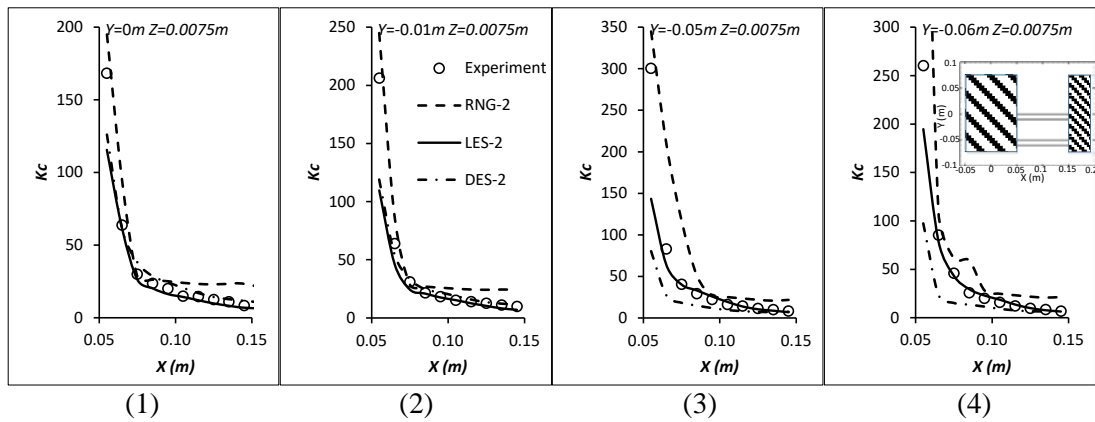 Y=0m Z=0.0075m
200
150
100
50
0
0.05 0.10 0.15
Kc
X (m)
(1)
Y=-0.01m Z=0.0075m
250
200
150
100
50
0
0.05 0.10 0.15
Kc
X (m)
Experiment
RNG-2
LES-2
DES-2
(2)
Y=-0.05m Z=0.0075m
350
300
250
200
150
100
50
0
0.05 0.10 0.15
Kc
X (m)
(3)
Y=-0.06m Z=0.0075m
300
250
200
150
100
50
0
0.05 0.10 0.15
Kc
X (m)
0.1
0.05
0
-0.05
-0.1
Y (m)
-0.05 0 0.05 0.1 0.15 0.2
X (m)
(4)